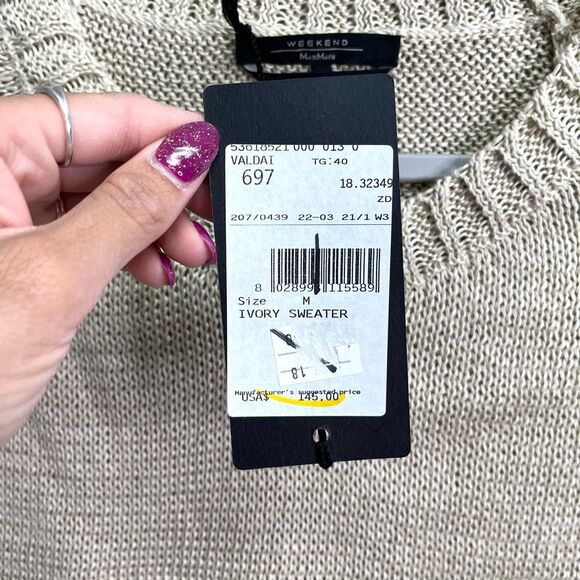 WEEKEND
MaxMara
53618521 000 013 0
VALDAI TG:40
697 18.32349
ZD
207/0439 22-03 21/1 W3
8 028993 115589
Size M
IVORY SWEATER
18
Manufacturer's suggested price
USA$ 145.00